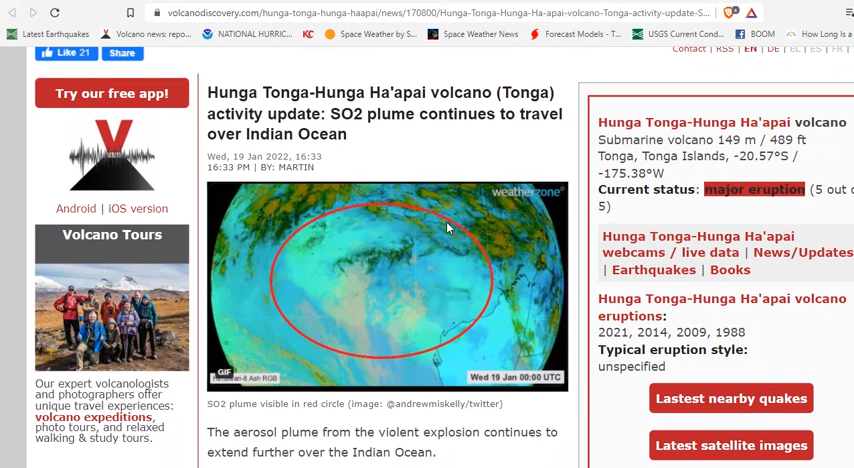 volcanodiscovery.com/hunga-tonga-hunga-haapai/news/170800/Hunga-Tonga-Hunga-Ha-apai-volcano-Tonga-activity-update-S...
Latest Earthquakes
Volcano news: repo...
NATIONAL HURRIC...
KC
Space Weather by S...
Space Weather News
Forecast Models - T...
USGS Current Cond...
BOOM
How Long Is a
Like 21
Share
Contact | RSS | EN | DE | EL | ES | FR |
Try our free app!
Android | iOS version
Volcano Tours
Our expert volcanologists
and photographers offer
unique travel experiences:
volcano expeditions,
photo tours, and relaxed
walking & study tours.
Hunga Tonga-Hunga Ha'apai volcano (Tonga)
activity update: SO2 plume continues to travel
over Indian Ocean
Wed, 19 Jan 2022, 16:33
16:33 PM | BY: MARTIN
weatherzone°
GIF
Himawari-8 Ash RGB
Wed 19 Jan 00:00 UTC
SO2 plume visible in red circle (image: @andrewmiskelly/twitter)
The aerosol plume from the violent explosion continues to
extend further over the Indian Ocean.
Hunga Tonga-Hunga Ha'apai volcano
Submarine volcano 149 m / 489 ft
Tonga, Tonga Islands, -20.57°S /
-175.38°W
Current status: major eruption (5 out o
5)
Hunga Tonga-Hunga Ha'apai
webcams / live data | News/Updates
| Earthquakes | Books
Hunga Tonga-Hunga Ha'apai volcano
eruptions:
2021, 2014, 2009, 1988
Typical eruption style:
unspecified
Lastest nearby quakes
Latest satellite images